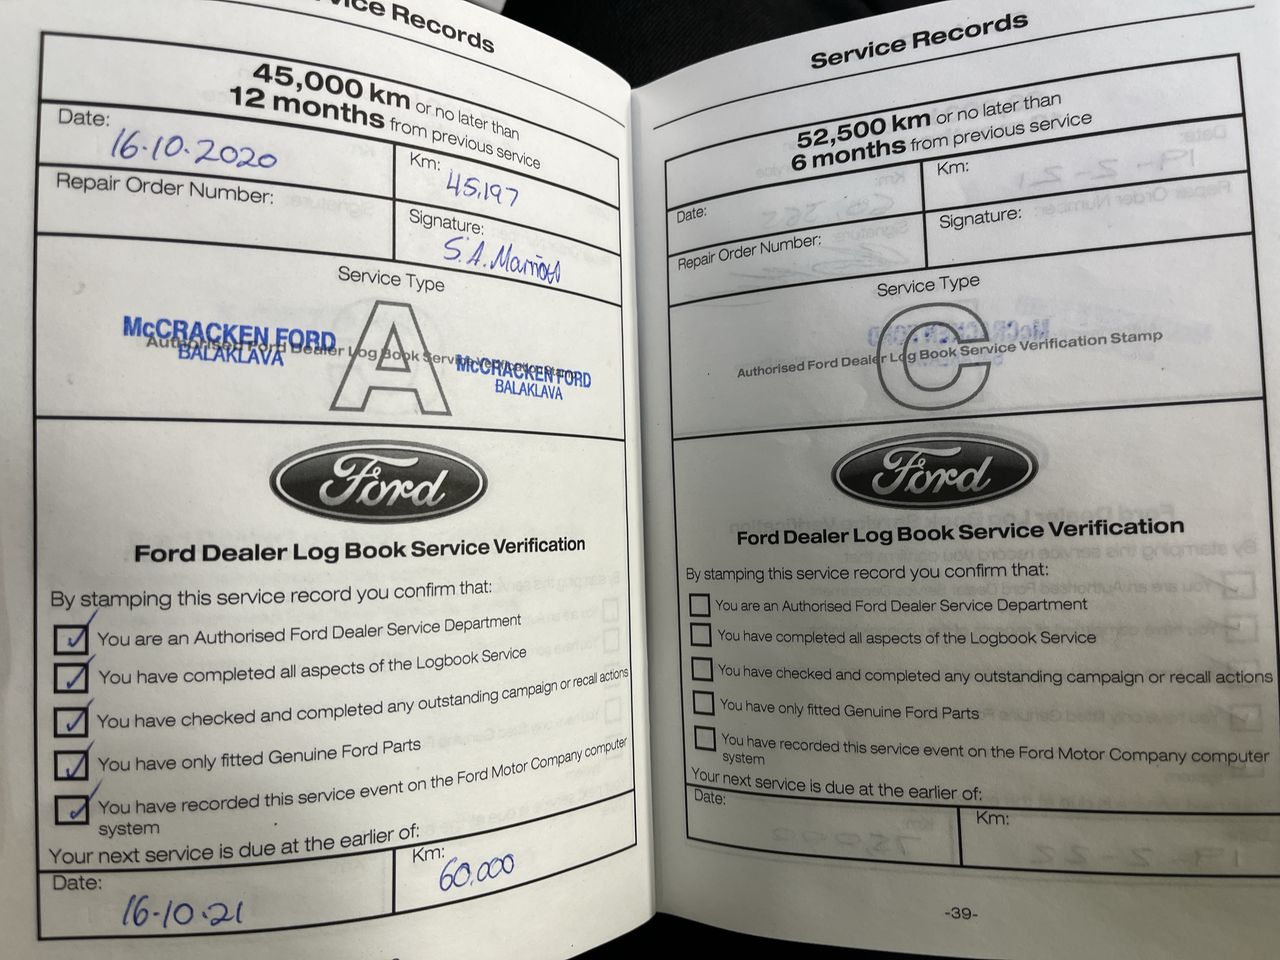 Service Records
45,000 km or no later than
12 months from previous service
Date:
16.10.2020
Km:
45,197
Repair Order Number:
Signature:
S.A.
Service Type
A
Authorised Ford Dealer Log Book Service Verification Stamp
McCRACKEN FORD
BALAKLAVA
McCRACKEN FORD
BALAKLAVA
Ford
Ford Dealer Log Book Service Verification
By stamping this service record you confirm that:
You are an Authorised Ford Dealer Service Department
You have completed all aspects of the Logbook Service
You have checked and completed any outstanding campaign or recall actions
You have only fitted Genuine Ford Parts
You have recorded this service event on the Ford Motor Company computer
system
Your next service is due at the earlier of:
Date:
16-10-21
Km:
60,000
Service Records
52,500 km or no later than
6 months from previous service
Date:
Km:
Repair Order Number:
Signature:
Service Type
C
Authorised Ford Dealer Log Book Service Verification Stamp
Ford
Ford Dealer Log Book Service Verification
By stamping this service record you confirm that:
You are an Authorised Ford Dealer Service Department
You have completed all aspects of the Logbook Service
You have checked and completed any outstanding campaign or recall actions
You have only fitted Genuine Ford Parts
You have recorded this service event on the Ford Motor Company computer
system
Your next service is due at the earlier of:
Date:
Km:
-39-